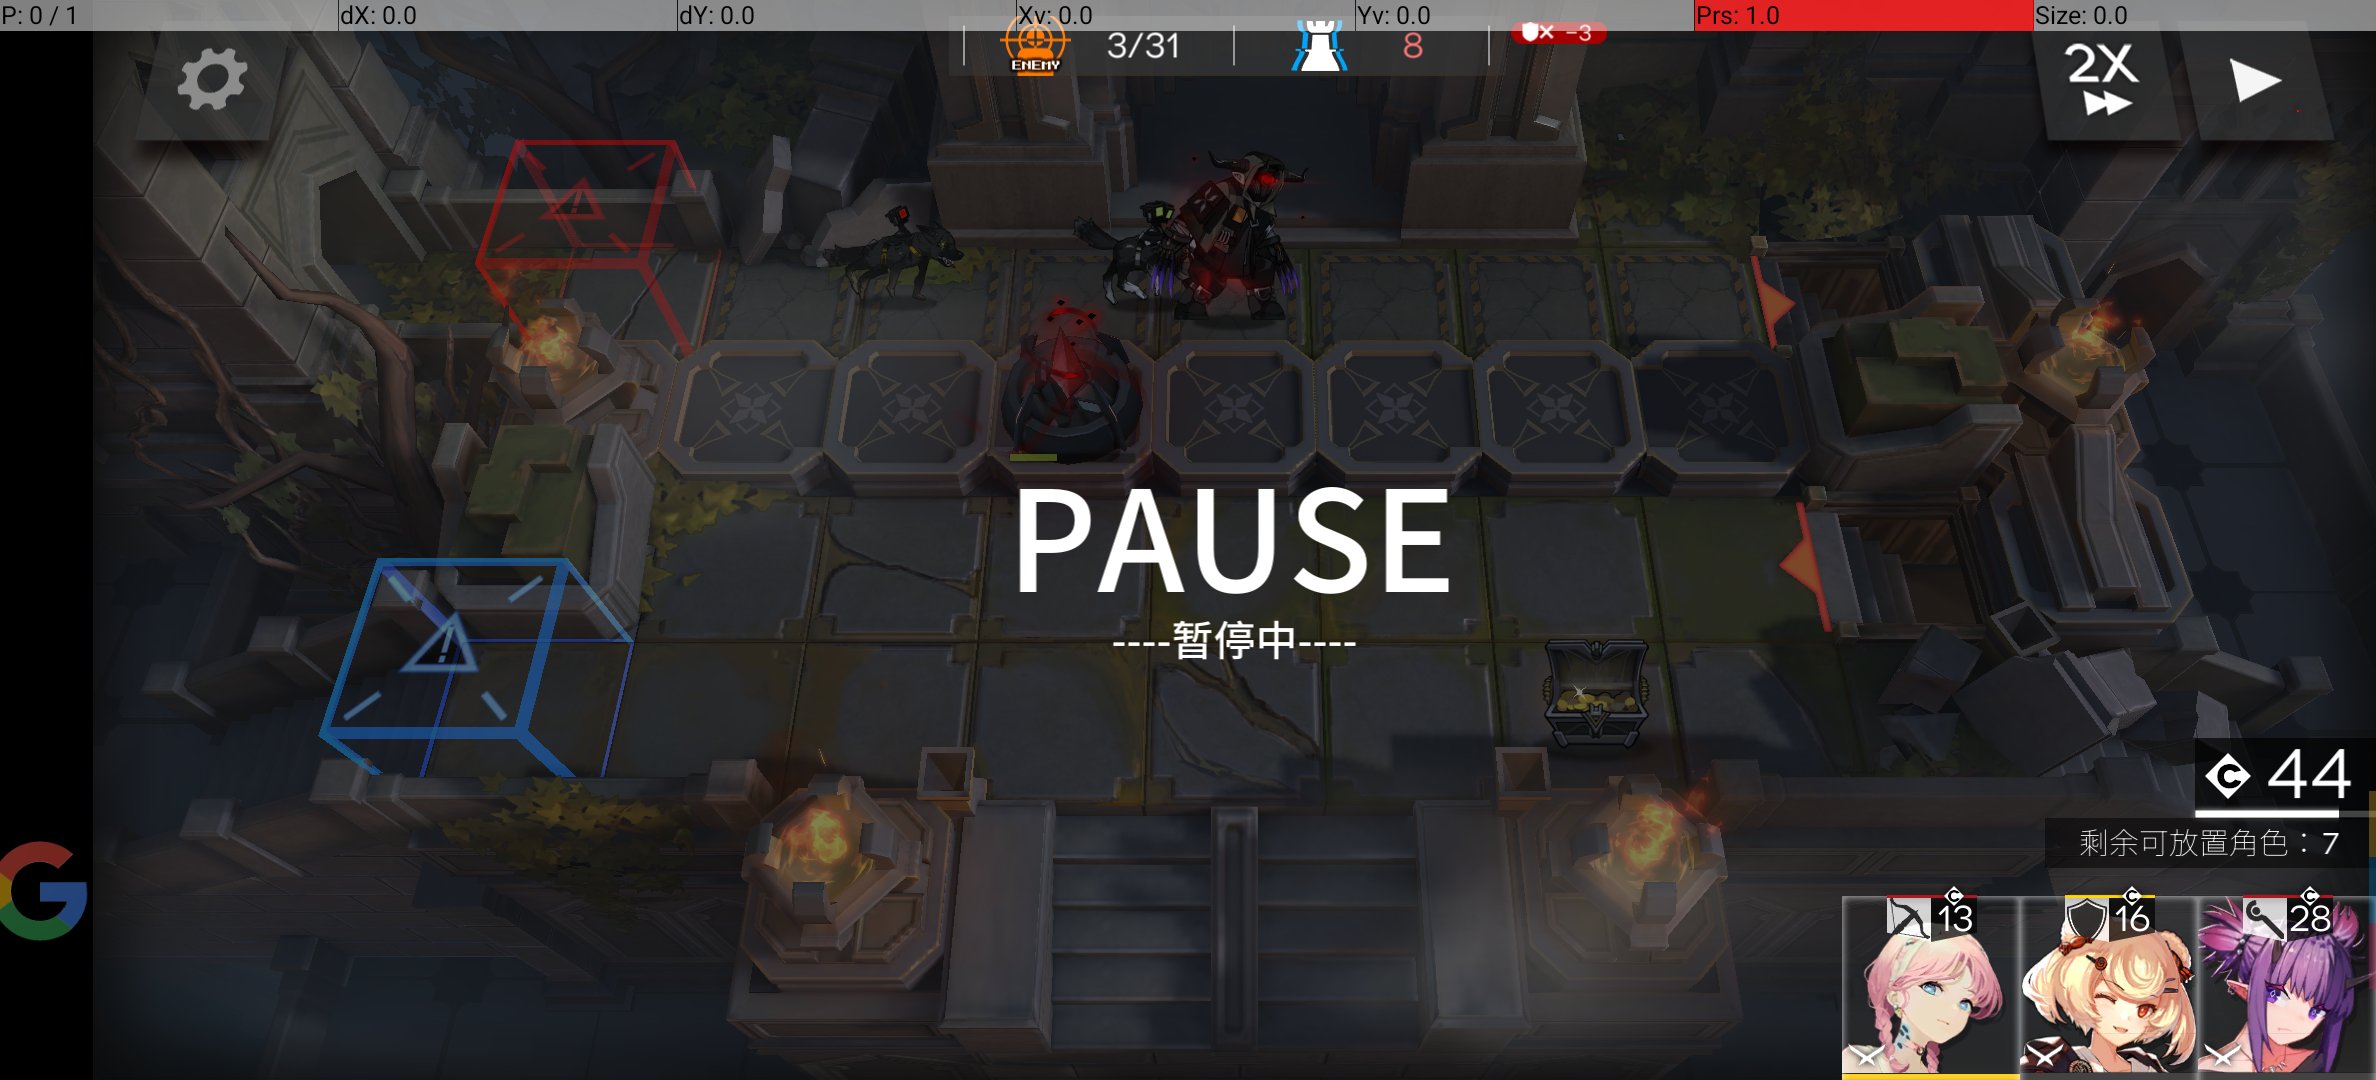 P: 0 / 1
dX: 0.0
dY: 0.0
Xv: 0.0
Yv: 0.0
Prs: 1.0
Size: 0.0
ENEMY
3/31
8
-3
2X
PAUSE
----暂停中----
44
剩余可放置角色：7
13
16
28